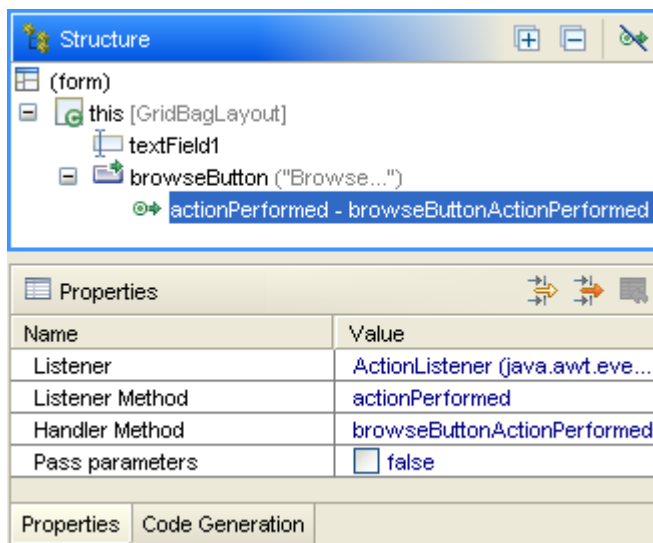 Structure
(form)
this [GridBagLayout]
textField1
browseButton ("Browse...")
actionPerformed - browseButtonActionPerformed
Properties
Name Value
Listener ActionListener (java.awt.eve...
Listener Method actionPerformed
Handler Method browseButtonActionPerformed
Pass parameters false
Properties Code Generation